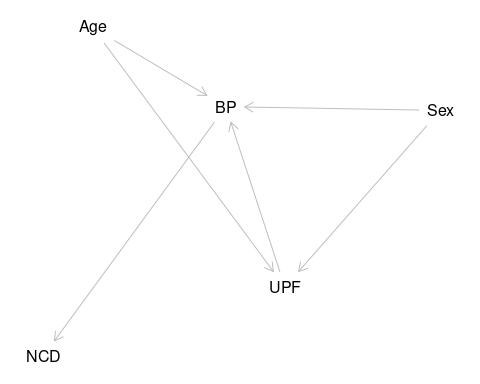 Age
BP
Sex
UPF
NCD